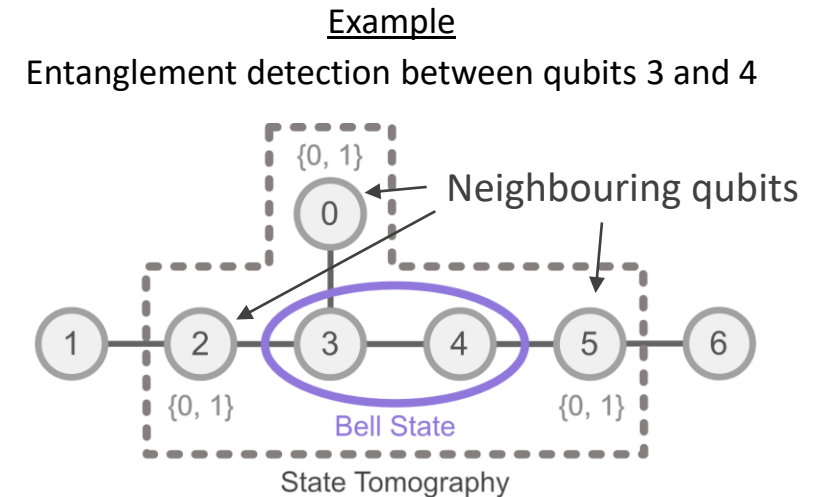 Example
Entanglement detection between qubits 3 and 4
{0, 1}
Neighbouring qubits
0
1
2
3
4
5
6
{0, 1}
{0, 1}
Bell State
State Tomography